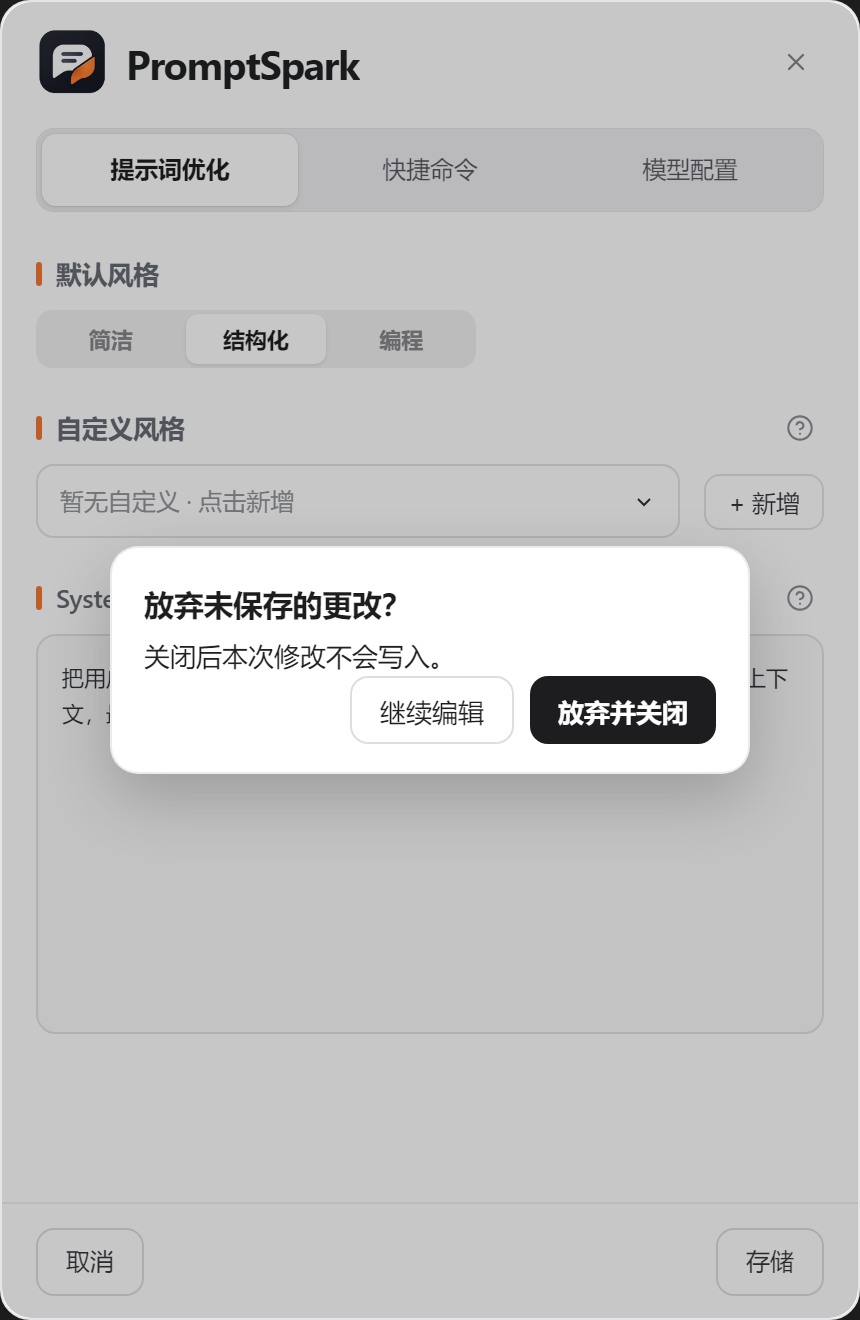 PromptSpark
提示词优化
快捷命令
模型配置
默认风格
简洁
结构化
编程
自定义风格
暂无自定义 · 点击新增
+ 新增
放弃未保存的更改?
关闭后本次修改不会写入。
上下
文,
继续编辑
放弃并关闭
取消
存储